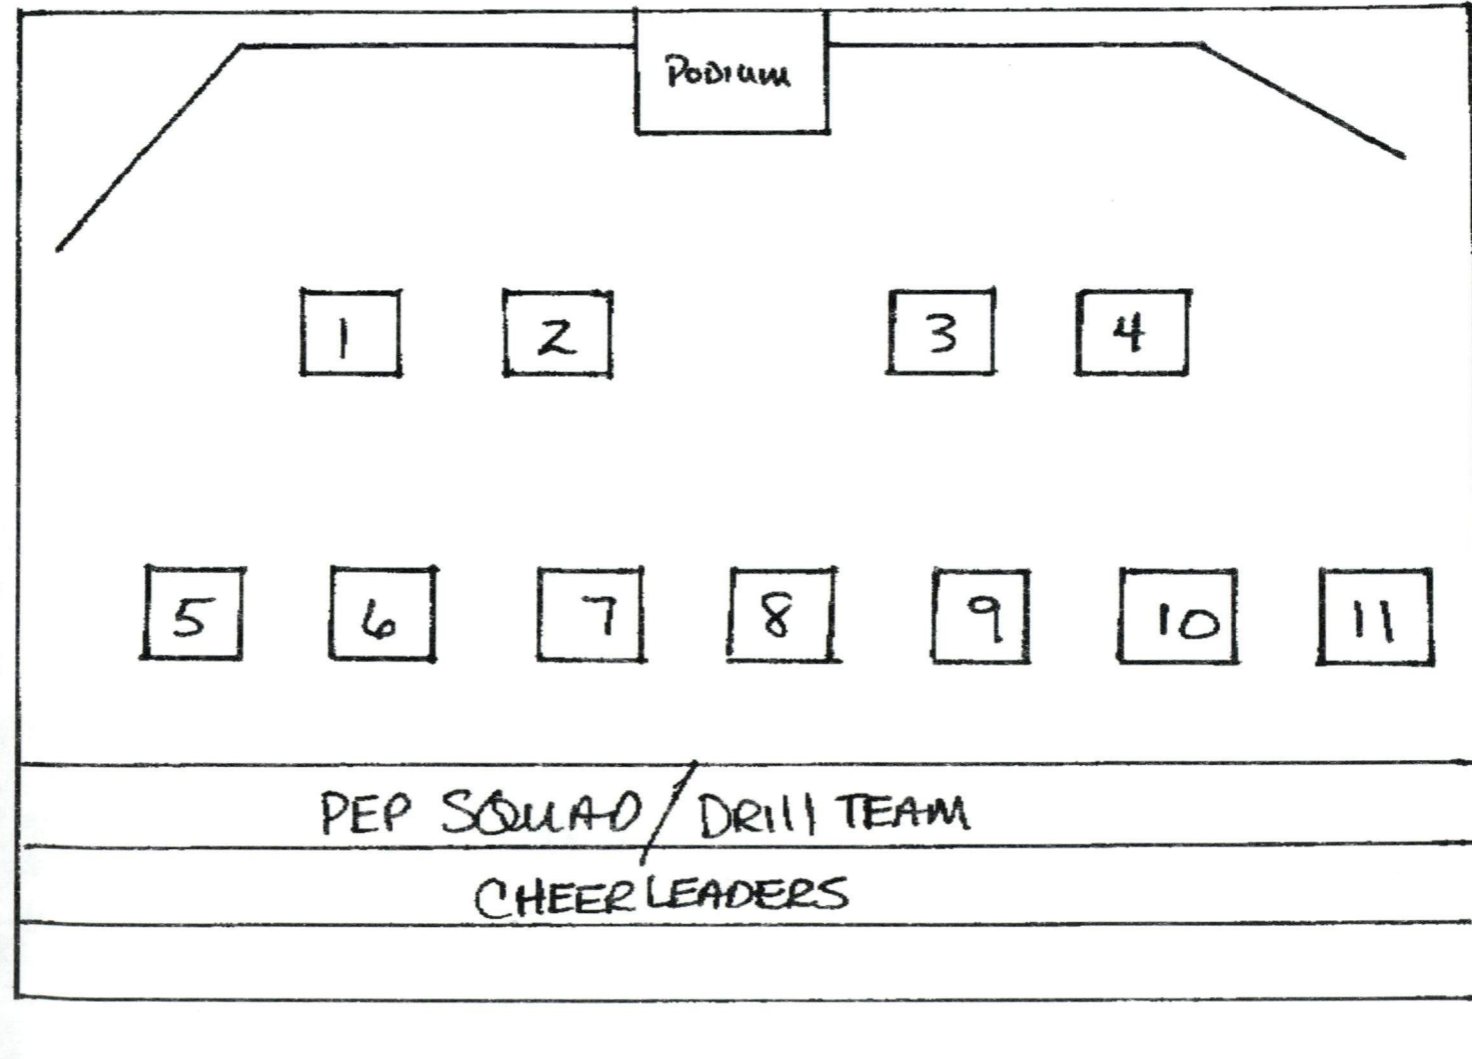 PODIUM
1 2 3 4
5 6 7 8 9 10 11
PEP SQUAD / DRILL TEAM
CHEERLEADERS